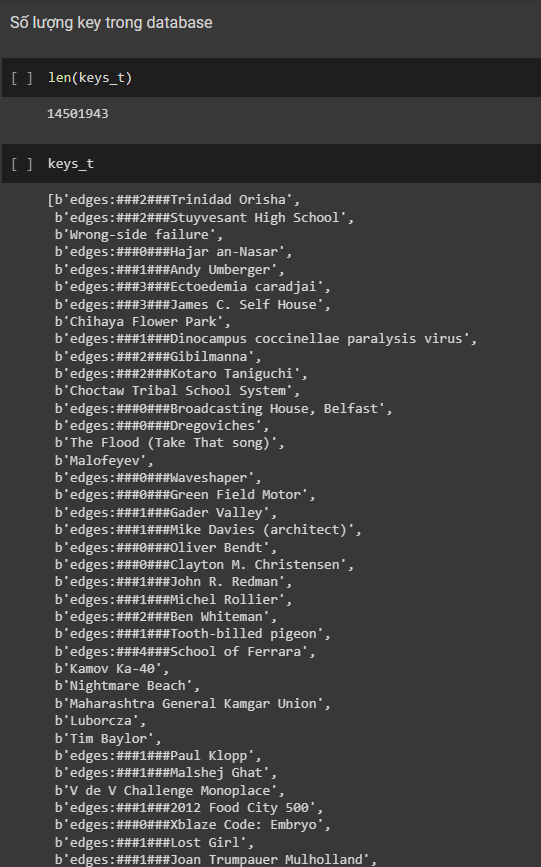 Số lượng key trong database
[ ] len(keys_t)
14501943
[ ] keys_t
[b'edges:###2###Trinidad Orisha',
b'edges:###2###Stuyvesant High School',
b'Wrong-side failure',
b'edges:###0###Hajar an-Nasar',
b'edges:###1###Andy Umberger',
b'edges:###3###Ectoedemia caradjai',
b'edges:###3###James C. Self House',
b'Chihaya Flower Park',
b'edges:###1###Dinocampus coccinellae paralysis virus',
b'edges:###2###Gibilmanna',
b'edges:###2###Kotaro Taniguchi',
b'Choctaw Tribal School System',
b'edges:###0###Broadcasting House, Belfast',
b'edges:###0###Dregoviches',
b'The Flood (Take That song)',
b'Malofeyev',
b'edges:###0###Waveshaper',
b'edges:###0###Green Field Motor',
b'edges:###1###Gader Valley',
b'edges:###1###Mike Davies (architect)',
b'edges:###0###Oliver Bendt',
b'edges:###0###Clayton M. Christensen',
b'edges:###1###John R. Redman',
b'edges:###1###Michel Rollier',
b'edges:###2###Ben Whiteman',
b'edges:###1###Tooth-billed pigeon',
b'edges:###4###School of Ferrara',
b'Kamov Ka-40',
b'Nightmare Beach',
b'Maharashtra General Kamgar Union',
b'Luborcza',
b'Tim Baylor',
b'edges:###1###Paul Klopp',
b'edges:###1###Malshej Ghat',
b'V de V Challenge Monoplace',
b'edges:###1###2012 Food City 500',
b'edges:###0###Xblaze Code: Embryo',
b'edges:###1###Lost Girl',
b'edges:###1###Joan Trumpauer Mulholland',